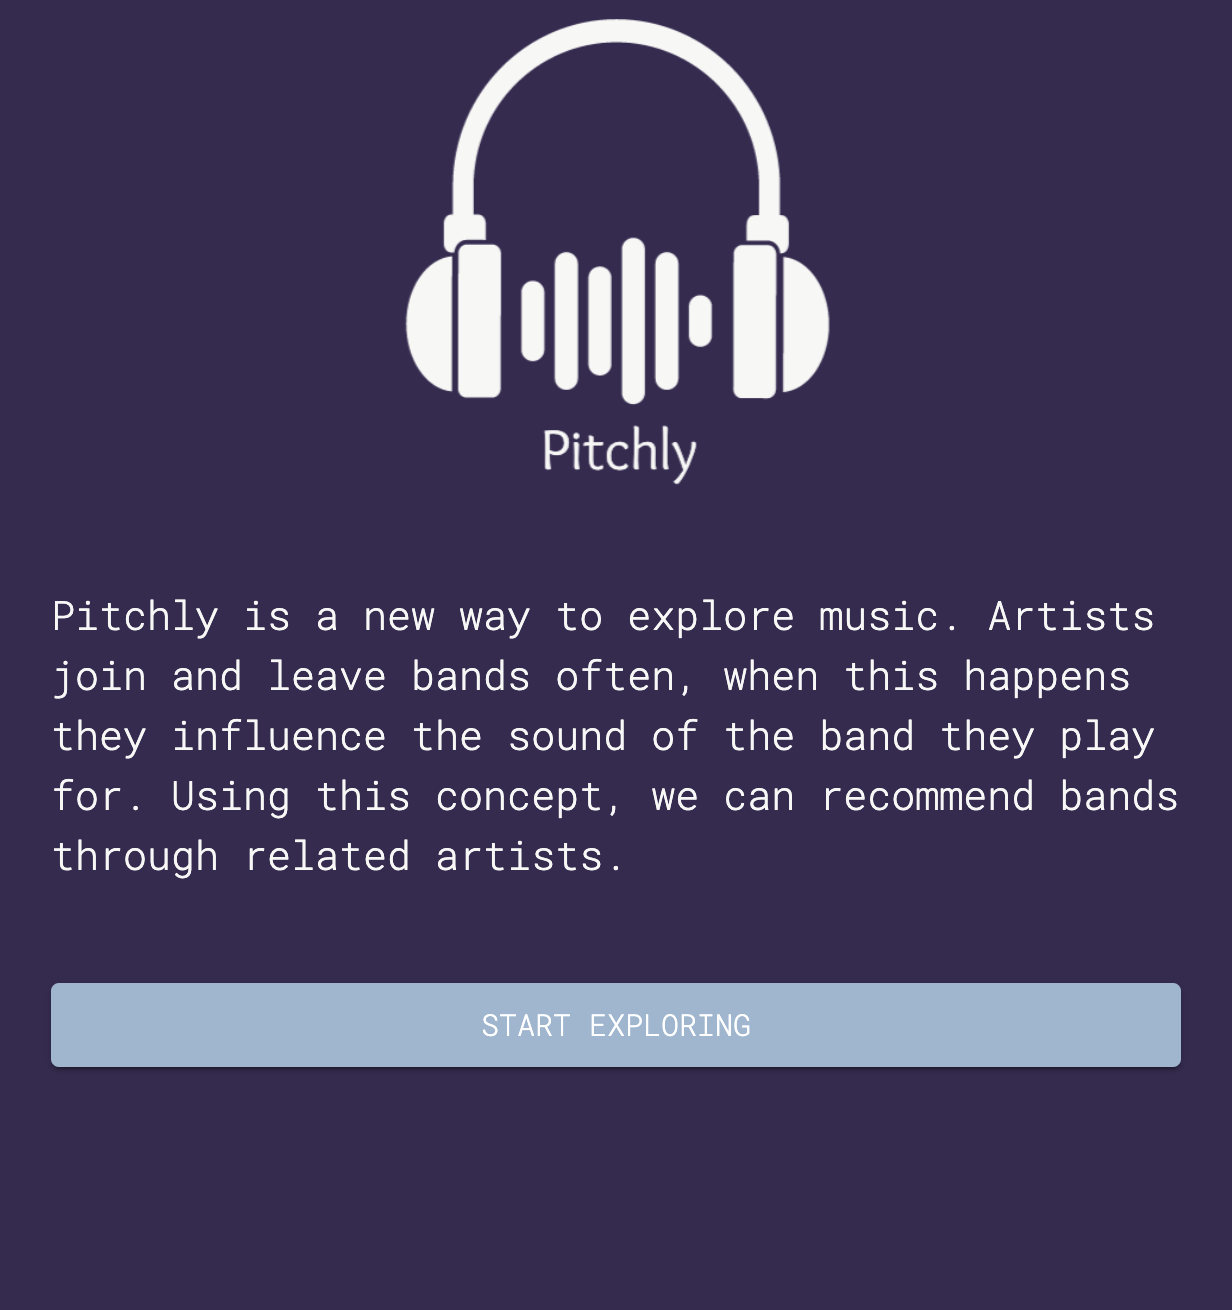 Pitchly
Pitchly is a new way to explore music. Artists
join and leave bands often, when this happens
they influence the sound of the band they play
for. Using this concept, we can recommend bands
through related artists.
START EXPLORING